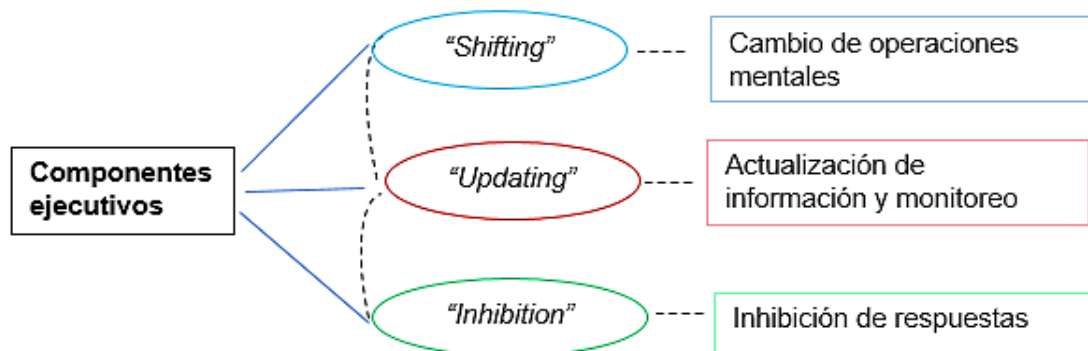 “Shifting”
Cambio de operaciones
mentales
Componentes
ejecutivos
“Updating”
Actualización de
información y monitoreo
“Inhibition”
Inhibición de respuestas